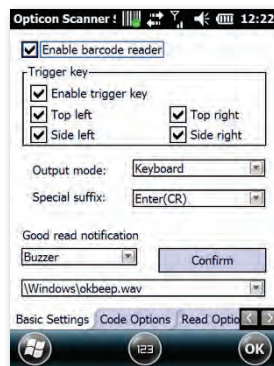 Opticon Scanner S 12:22
Enable barcode reader
Trigger key
Enable trigger key
Top left Top right
Side left Side right
Output mode: Keyboard
Special suffix: Enter(CR)
Good read notification
Buzzer Confirm
\Windows\okbeep.wav
Basic Settings Code Options Read Optio
123 OK